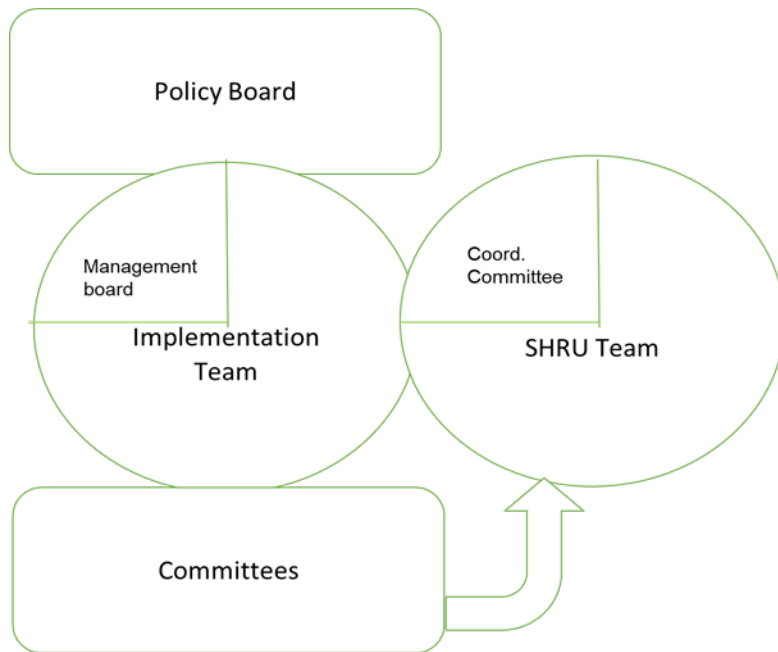 Policy Board
Management
board
Implementation
Team
Coord.
Committee
SHRU Team
Committees